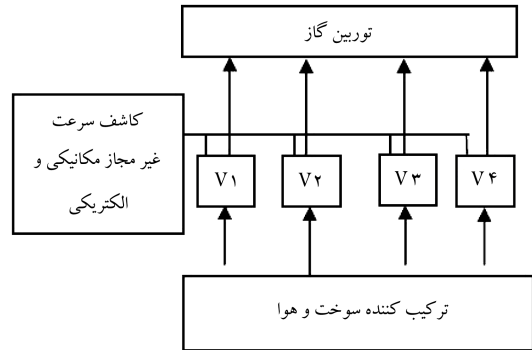 توربین گاز
کاشف سرعت
غیر مجاز مکانیکی و
الکتریکی
V۱
V۲
V۳
V۴
ترکیب کننده سوخت و هوا